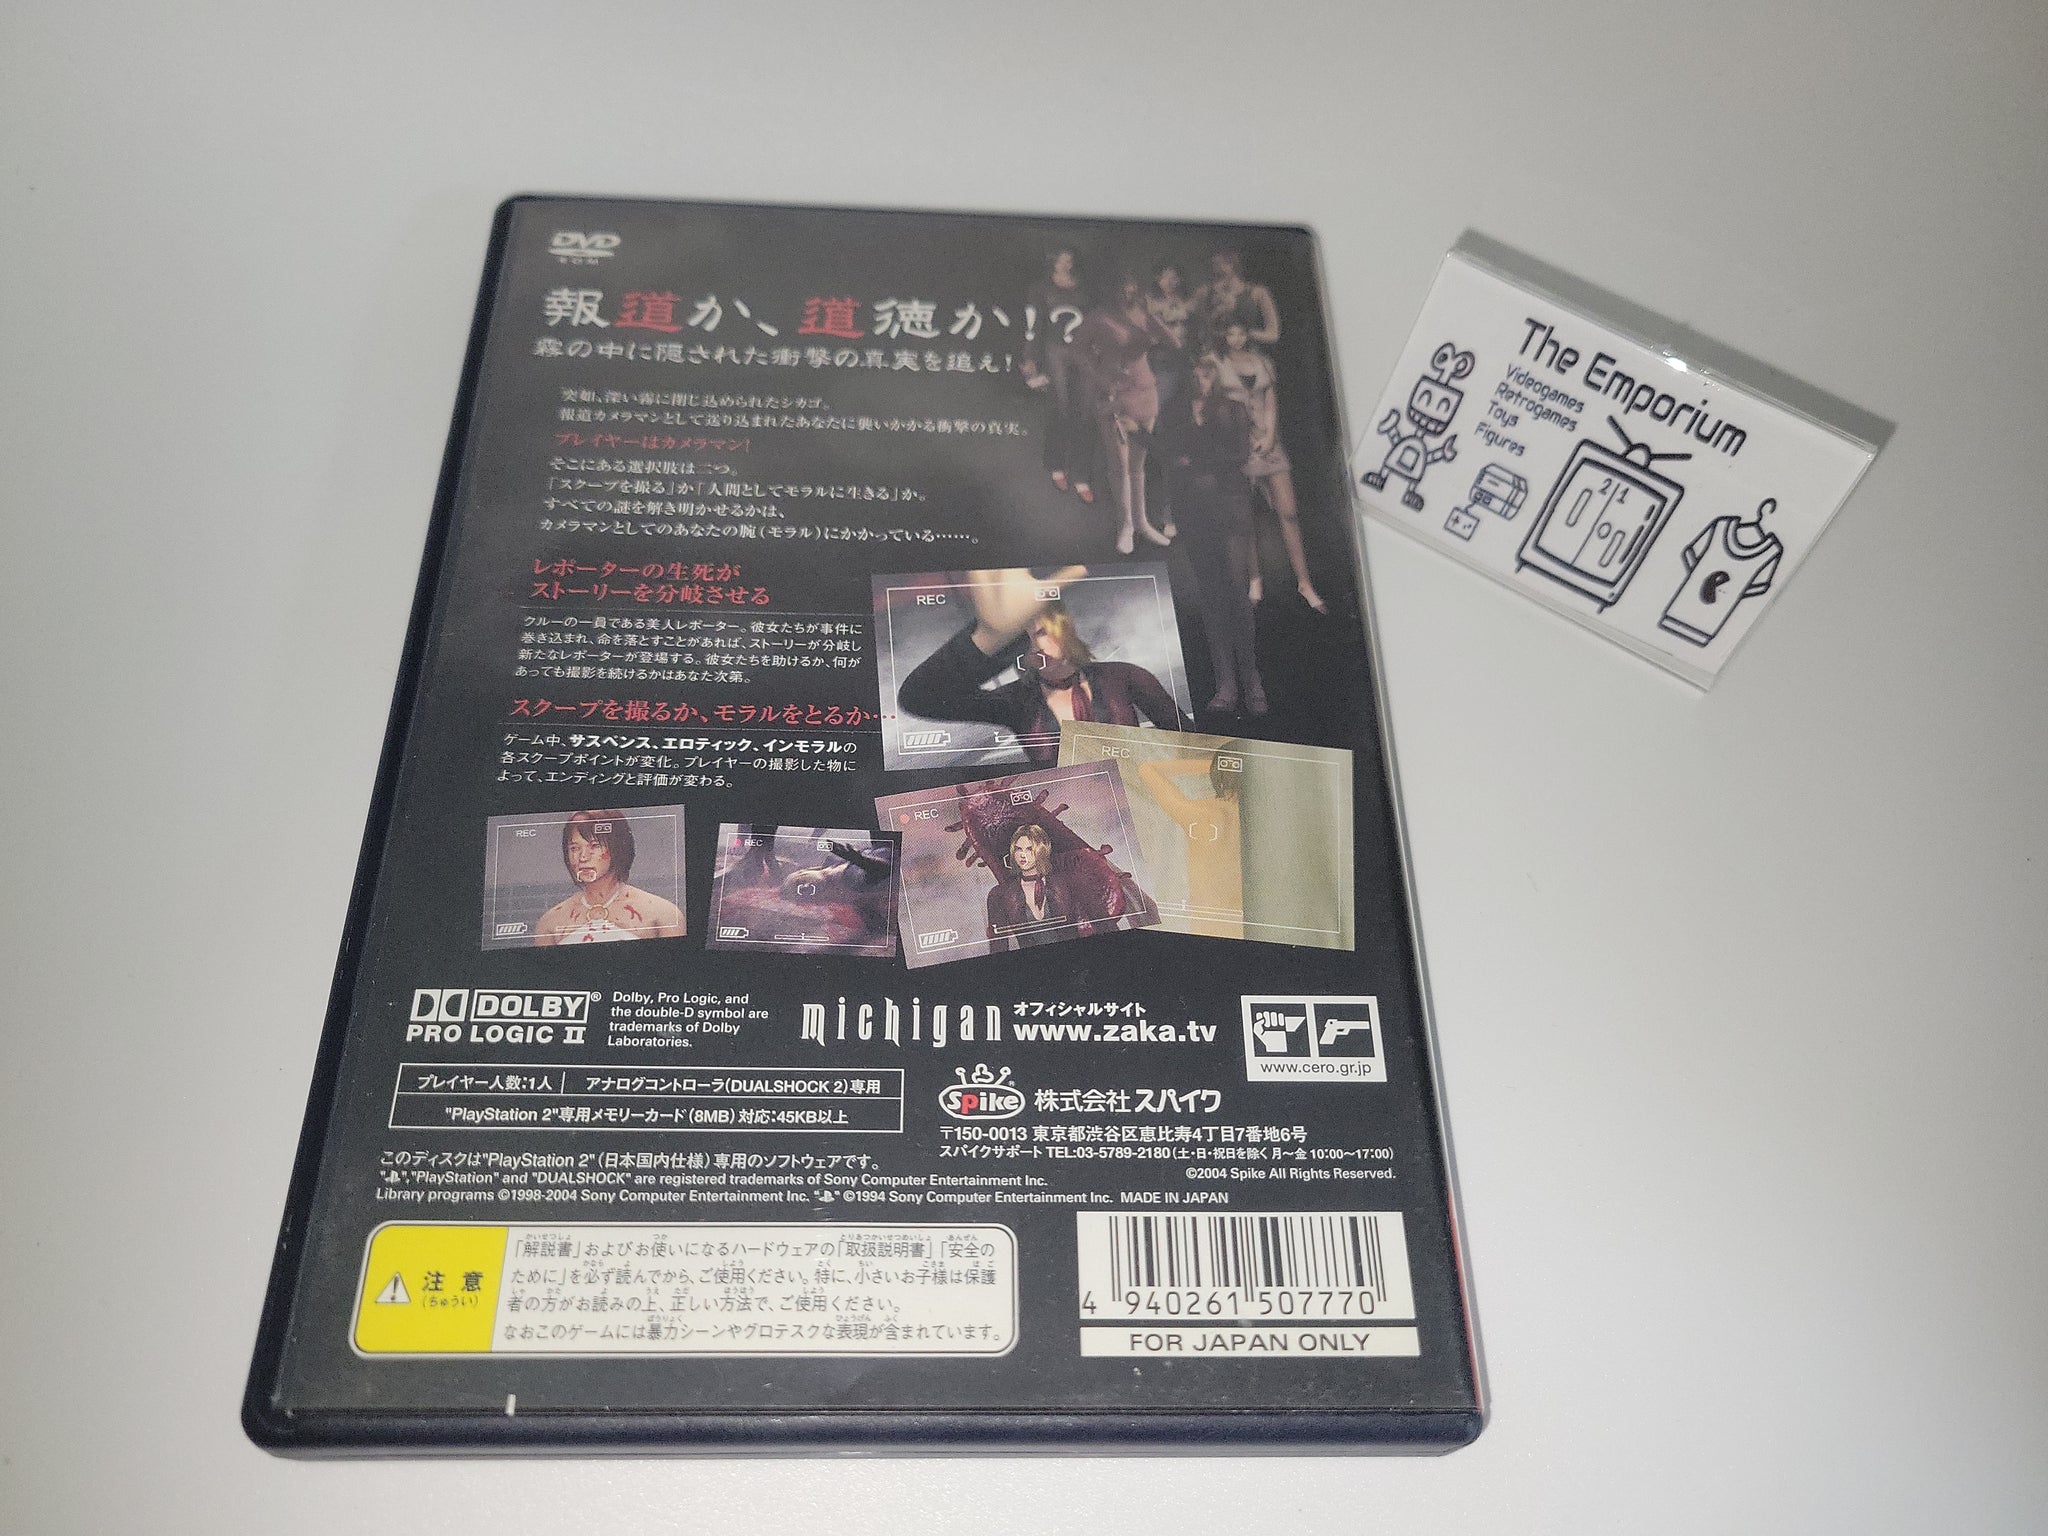 DVD
ROM
報道か、道徳か!?
霧の中に隠された衝撃の真実を追え!
突如、深い霧に閉じ込められたシカゴ。
報道カメラマンとして送り込まれたあなたに襲いかかる衝撃の真実。
プレイヤーはカメラマン!
そこにある選択肢は二つ。
「スクープを撮る」か「人間としてモラルに生きる」か。
すべての謎を解き明かせるかは、
カメラマンとしてのあなたの腕(モラル)にかかっている……。
レポーターの生死が
ストーリーを分岐させる
クルーの一員である美人レポーター。彼女たちが事件に
巻き込まれ、命を落とすことがあれば、ストーリーが分岐し
新たなレポーターが登場する。彼女たちを助けるか、何が
あっても撮影を続けるかはあなた次第。
スクープを撮るか、モラルをとるか…
ゲーム中、サスペンス、エロティック、インモラルの
各スクープポイントが変化。プレイヤーの撮影した物に
よって、エンディングと評価が変わる。
REC
REC
REC
REC
REC
DOLBY®
PRO LOGIC II
Dolby, Pro Logic, and
the double-D symbol are
trademarks of Dolby
Laboratories.
michigan
オフィシャルサイト
www.zaka.tv
www.cero.gr.jp
プレイヤー人数:1人
アナログコントローラ(DUALSHOCK 2)専用
"PlayStation 2"専用メモリーカード(8MB)対応:45KB以上
Spike® 株式会社スパイク
〒150-0013 東京都渋谷区恵比寿4丁目7番地6号
スパイクサポート TEL:03-5789-2180(土・日・祝日を除く 月〜金 10:00〜17:00)
©2004 Spike All Rights Reserved.
このディスクは"PlayStation 2"(日本国内仕様)専用のソフトウェアです。
" ","PlayStation" and "DUALSHOCK" are registered trademarks of Sony Computer Entertainment Inc.
Library programs ©1998-2004 Sony Computer Entertainment Inc. " " ©1994 Sony Computer Entertainment Inc. MADE IN JAPAN
注意
(ちゅうい)
「解説書」およびお使いになるハードウェアの「取扱説明書」「安全の
ために」を必ず読んでから、ご使用ください。特に、小さいお子様は保護
者の方がお読みの上、正しい方法で、ご使用ください。
なおこのゲームには暴力シーンやグロテスクな表現が含まれています。
4 940261 507770
FOR JAPAN ONLY
The Emporium
Videogames
Retrogames
Toys
Figures
2 1